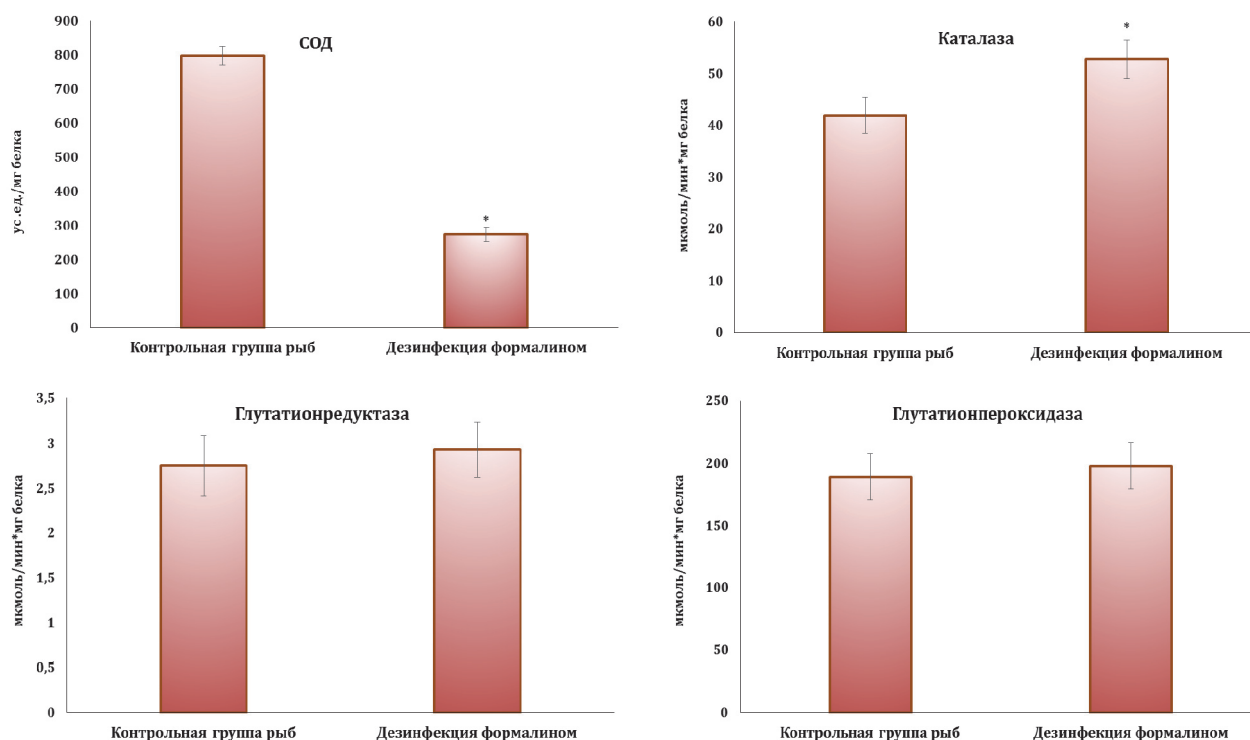 СОД
ус.ед./мг белка
900
800
700
600
500
400
300
200
100
0
*
Контрольная группа рыб
Дезинфекция формалином
Каталаза
мкмоль/мин*мг белка
60
50
40
30
20
10
0
*
Контрольная группа рыб
Дезинфекция формалином
Глутатионредуктаза
мкмоль/мин*мг белка
3,5
3
2,5
2
1,5
1
0,5
0
Контрольная группа рыб
Дезинфекция формалином
Глутатионпероксидаза
мкмоль/мин*мг белка
250
200
150
100
50
0
Контрольная группа рыб
Дезинфекция формалином